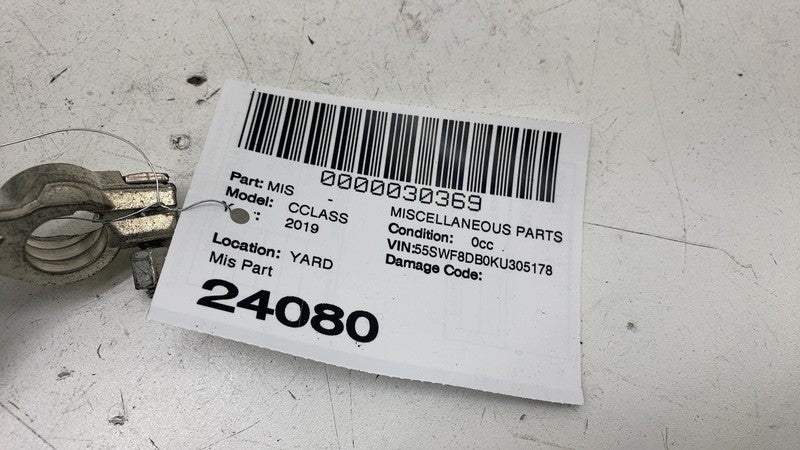 0000030369
Part: MIS -
MISCELLANEOUS PARTS
Model: CCLASS
Condition: 0cc
: 2019
VIN:55SWF8DB0KU305178
Damage Code:
Location: YARD
Mis Part
24080